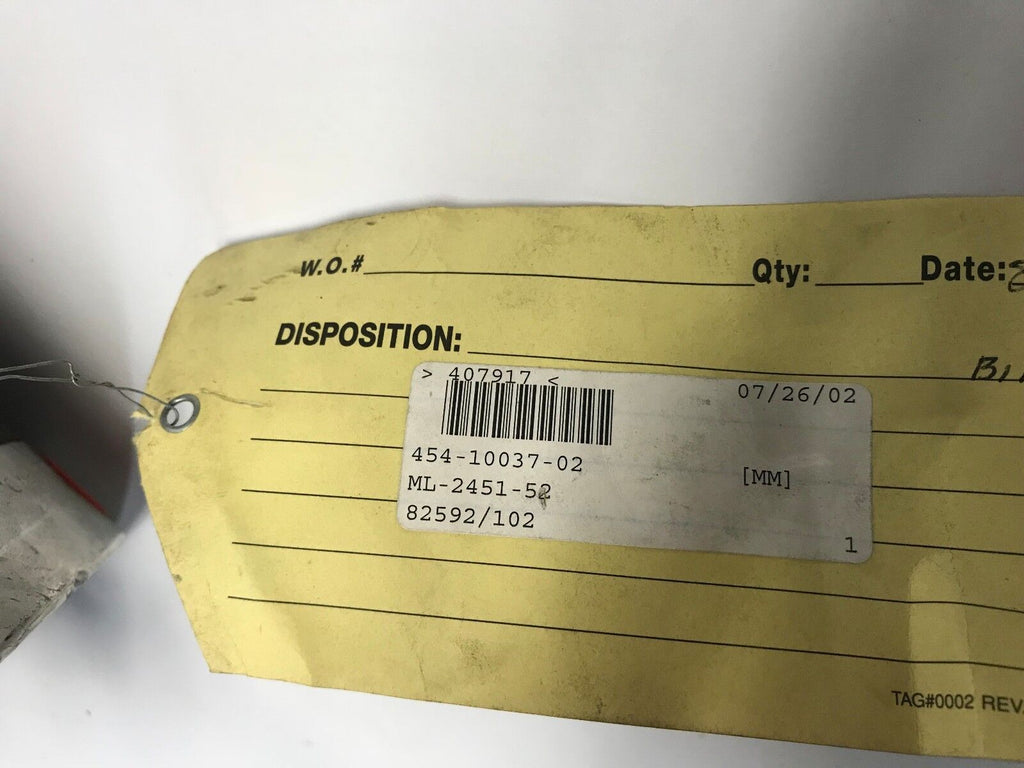 W.O.# Qty: Date:
DISPOSITION:
> 407917 < 07/26/02
454-10037-02
ML-2451-52 [MM]
82592/102
1
TAG#0002 REV.